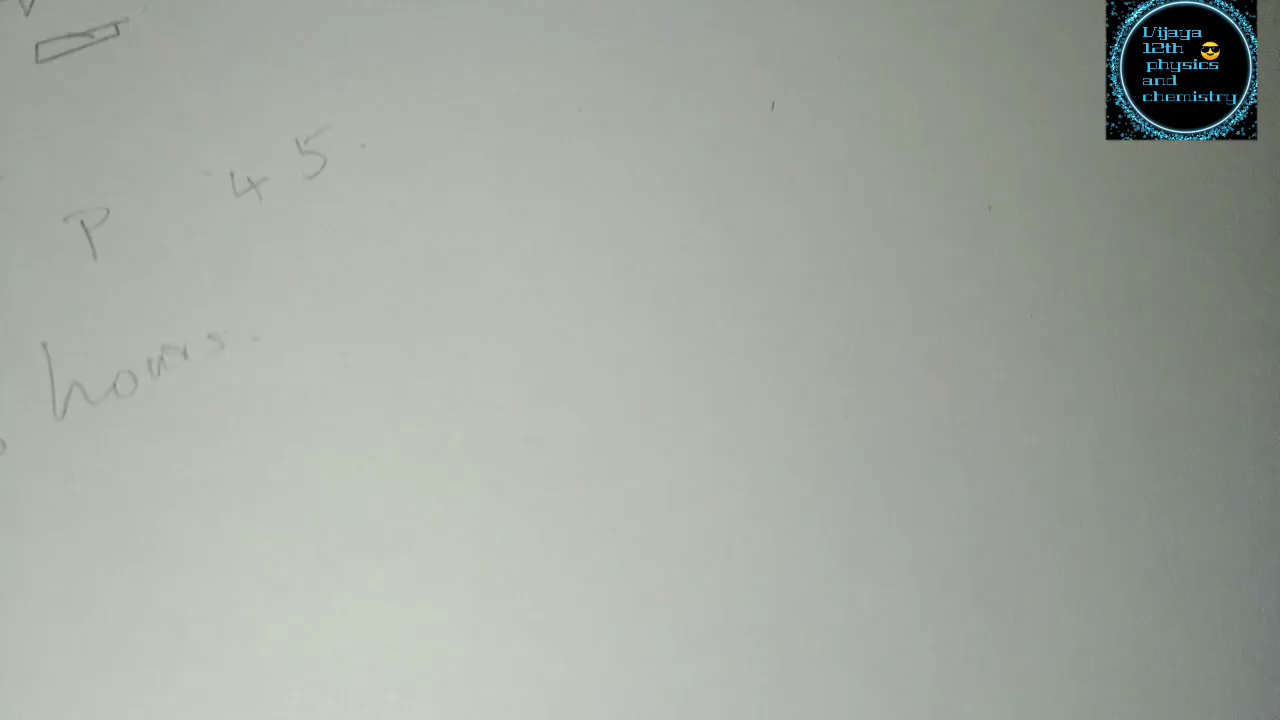 Vijaya
12th 😎
physics
and
chemistry
P 45.
hours.